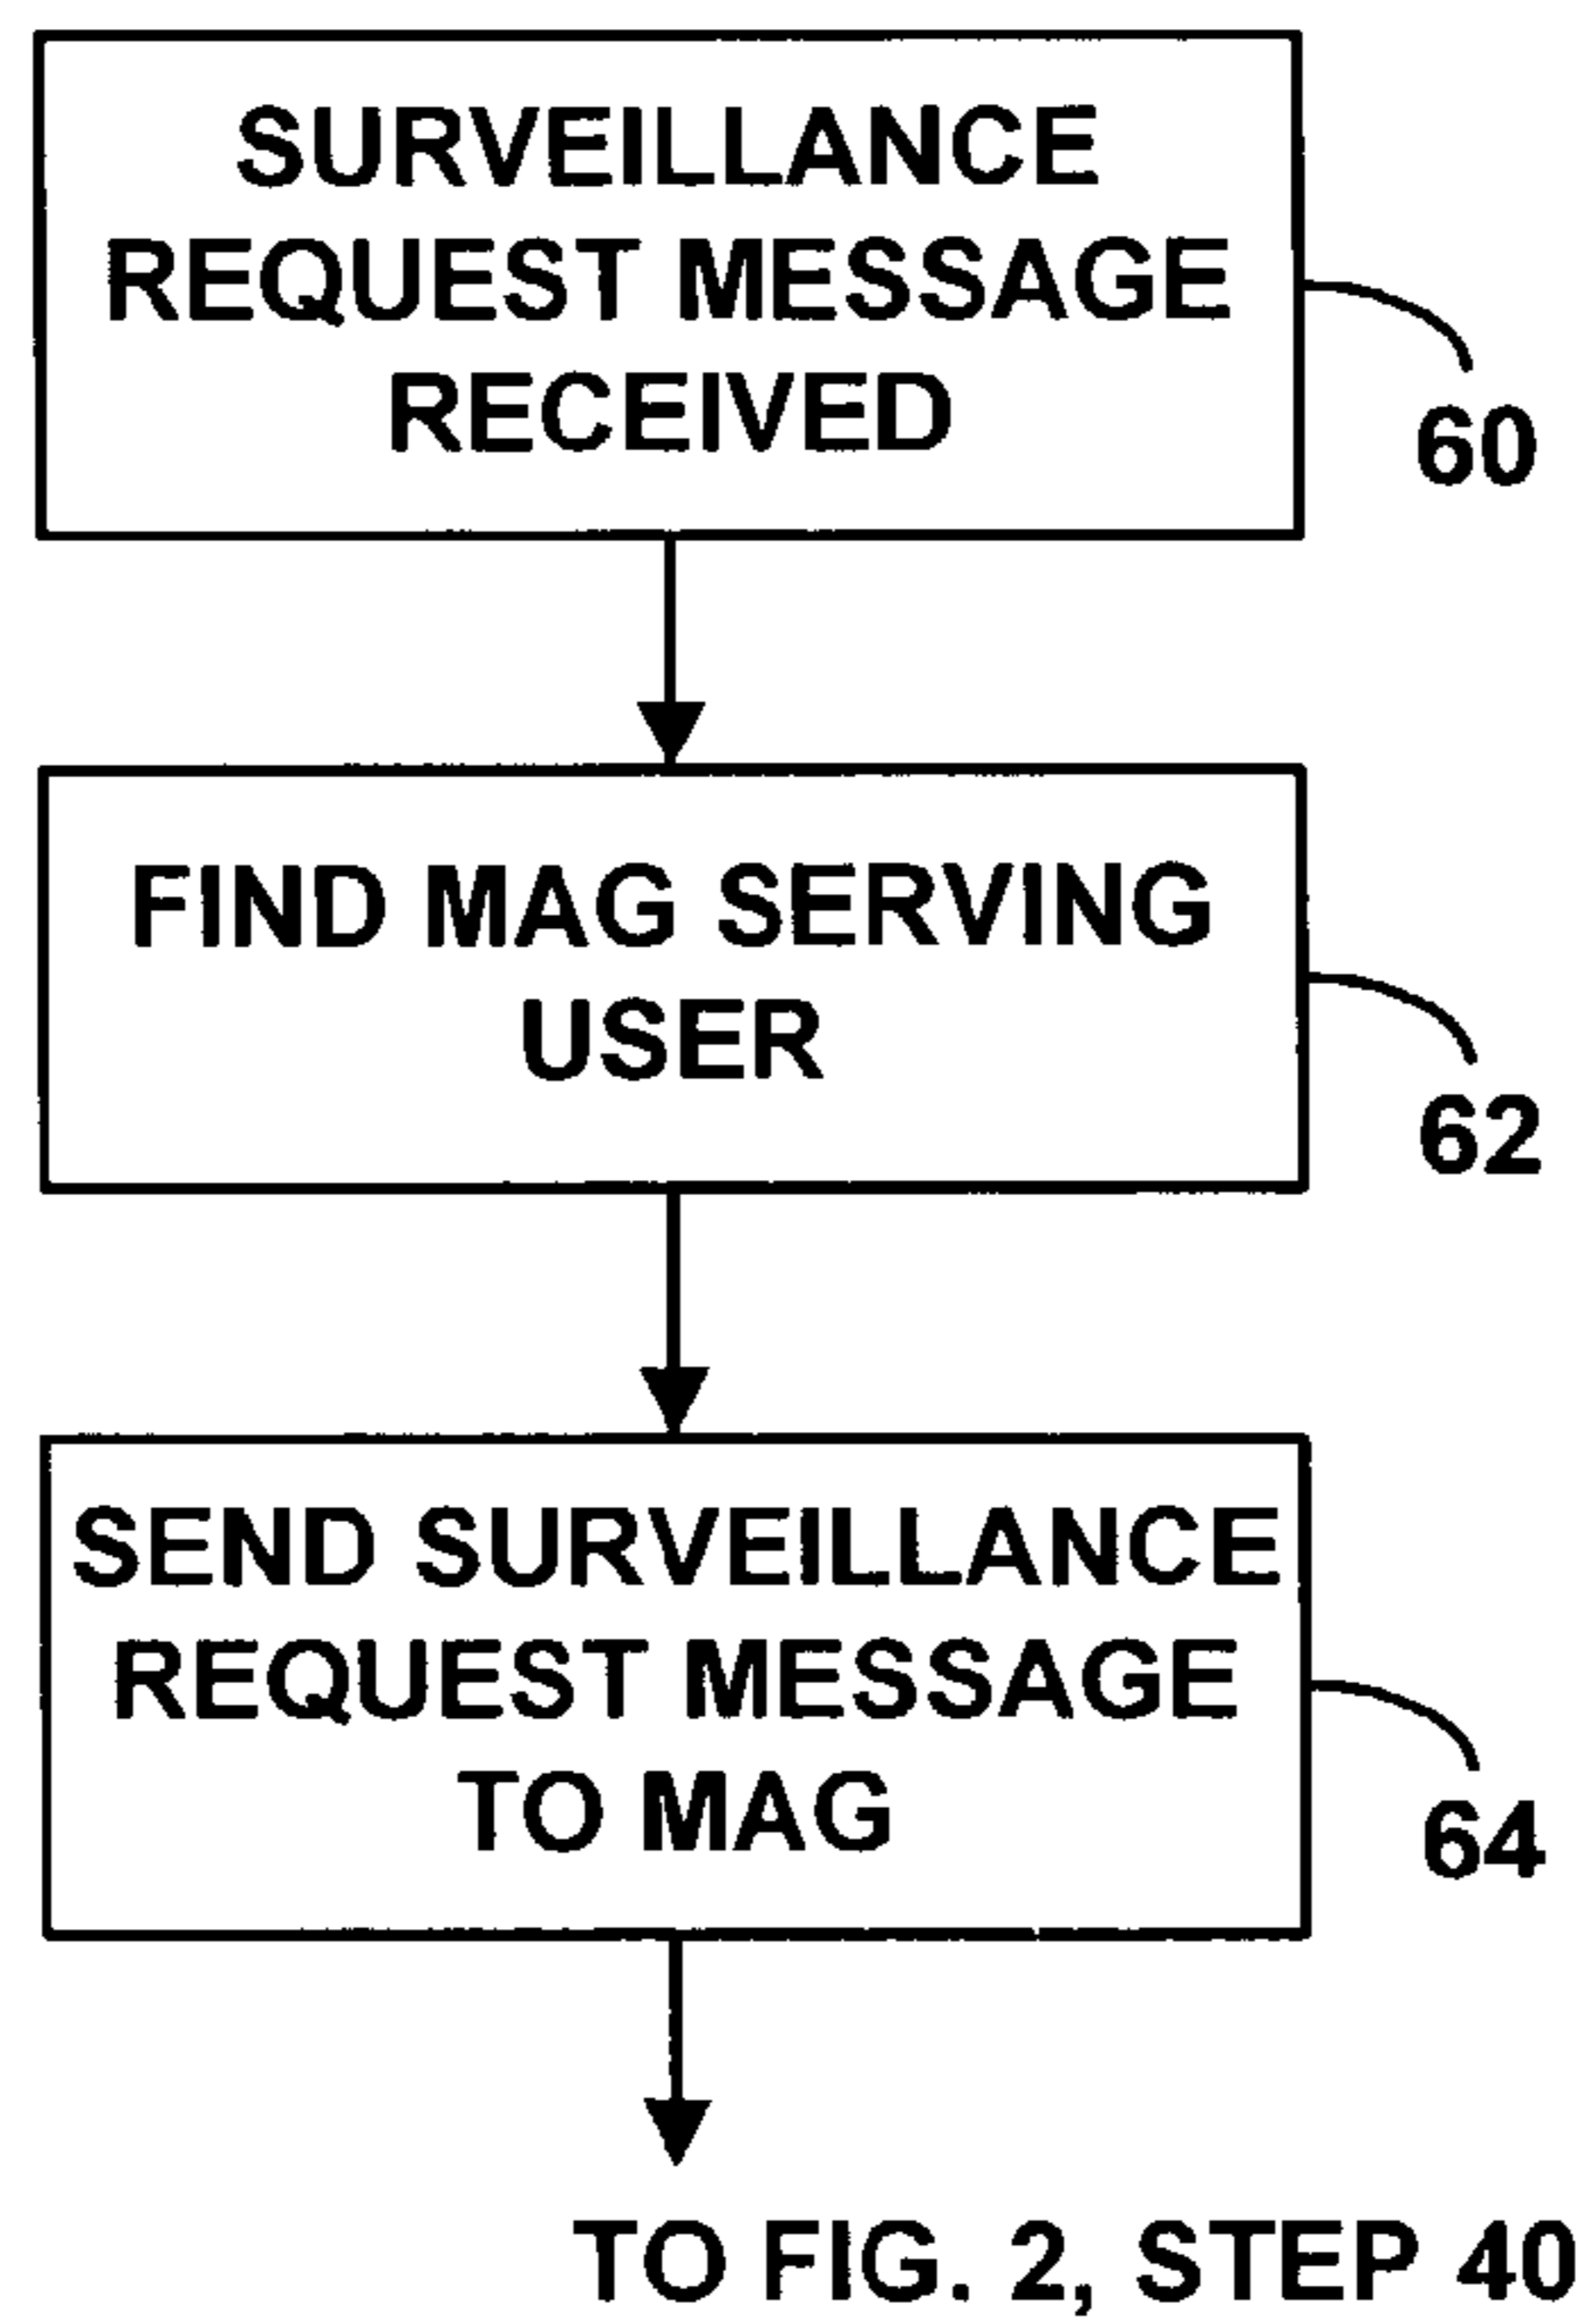 SURVEILLANCE
REQUEST MESSAGE
RECEIVED
60
FIND MAG SERVING
USER
62
SEND SURVEILLANCE
REQUEST MESSAGE
TO MAG
64
TO FIG. 2, STEP 40